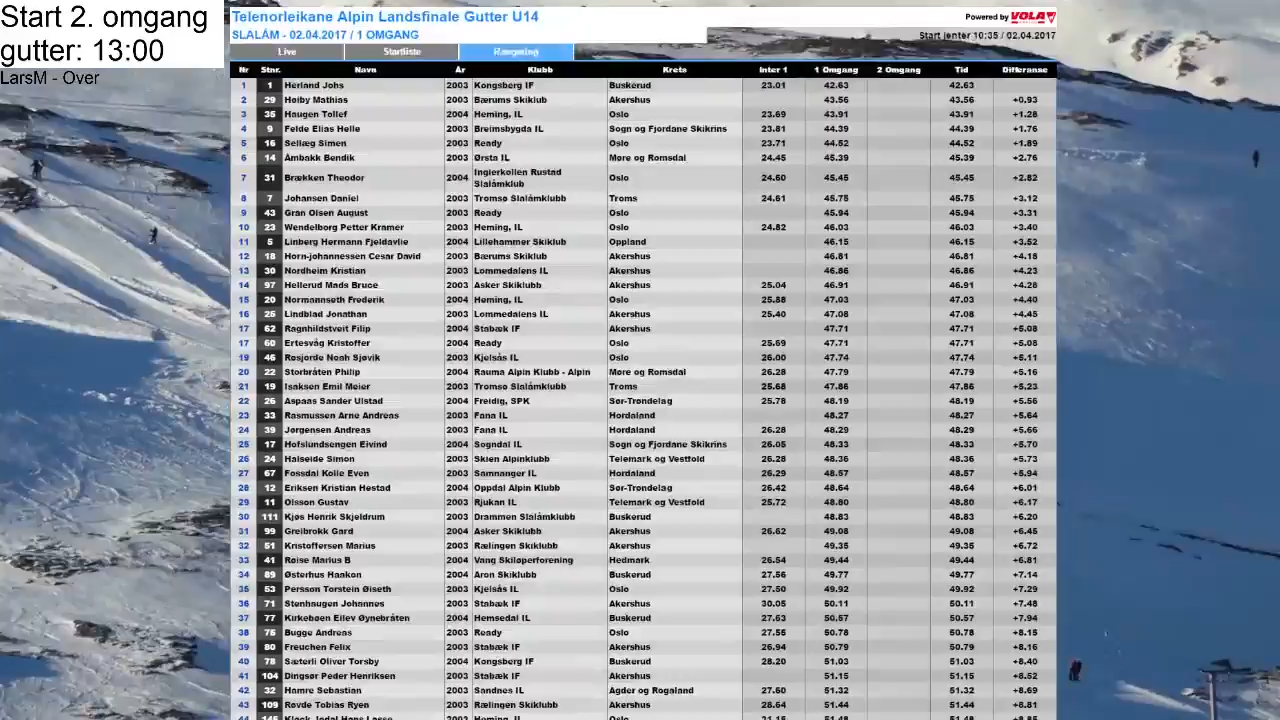 Start 2. omgang
gutter: 13:00
LarsM - Over
Telenorleikane Alpin Landsfinale Gutter U14
Powered by VOLA
SLALÅM - 02.04.2017 / 1 OMGANG
Start jenter 10:35 / 02.04.2017
Live Startliste Rangering
Nr Stnr. Navn År Klubb Krets Inter 1 1 Omgang 2 Omgang Tid Differanse
1 1 Herland Johs 2003 Kongsberg IF Buskerud 23.01 42.63 42.63
2 29 Høiby Mathias 2003 Bærums Skiklub Akershus 43.56 43.56 +0.93
3 35 Haugen Tollef 2004 Heming, IL Oslo 23.69 43.91 43.91 +1.28
4 9 Felde Elias Helle 2003 Breimsbygda IL Sogn og Fjordane Skikrins 23.81 44.39 44.39 +1.76
5 16 Sellæg Simen 2003 Ready Oslo 23.71 44.52 44.52 +1.89
6 14 Åmbakk Bendik 2003 Ørsta IL Møre og Romsdal 24.45 45.39 45.39 +2.76
7 31 Brækken Theodor 2004 Ingierkollen Rustad Slalåmklub Oslo 24.60 45.45 45.45 +2.82
8 7 Johansen Daniel 2003 Tromsø Slalåmklubb Troms 24.61 45.75 45.75 +3.12
9 43 Gran Olsen August 2003 Ready Oslo 45.94 45.94 +3.31
10 23 Wendelborg Petter Kramer 2003 Heming, IL Oslo 24.82 46.03 46.03 +3.40
11 5 Linberg Hermann Fjeldavlie 2004 Lillehammer Skiklub Oppland 46.15 46.15 +3.52
12 18 Horn-johannessen Cesar David 2003 Bærums Skiklub Akershus 46.81 46.81 +4.18
13 30 Nordheim Kristian 2003 Lommedalens IL Akershus 46.86 46.86 +4.23
14 97 Hellerud Mads Bruce 2003 Asker Skiklubb Akershus 25.04 46.91 46.91 +4.28
15 20 Normannseth Frederik 2004 Heming, IL Oslo 25.88 47.03 47.03 +4.40
16 25 Lindblad Jonathan 2003 Lommedalens IL Akershus 25.40 47.08 47.08 +4.45
17 62 Ragnhildstveit Filip 2004 Stabæk IF Akershus 47.71 47.71 +5.08
17 60 Ertesvåg Kristoffer 2004 Ready Oslo 25.69 47.71 47.71 +5.08
19 46 Røsjorde Noah Sjøvik 2003 Kjelsås IL Oslo 26.00 47.74 47.74 +5.11
20 22 Storbråten Philip 2004 Rauma Alpin Klubb - Alpin Møre og Romsdal 26.28 47.79 47.79 +5.16
21 19 Isaksen Emil Meier 2003 Tromsø Slalåmklubb Troms 25.68 47.86 47.86 +5.23
22 26 Aspaas Sander Ulstad 2004 Freidig, SPK Sør-Trøndelag 25.78 48.19 48.19 +5.56
23 33 Rasmussen Arne Andreas 2003 Fana IL Hordaland 48.27 48.27 +5.64
24 39 Jørgensen Andreas 2003 Fana IL Hordaland 26.28 48.29 48.29 +5.66
25 17 Hofslundsengen Eivind 2004 Sogndal IL Sogn og Fjordane Skikrins 26.05 48.33 48.33 +5.70
26 24 Halseide Simon 2003 Skien Alpinklubb Telemark og Vestfold 26.28 48.36 48.36 +5.73
27 67 Fossdal Kolle Even 2003 Samnanger IL Hordaland 26.29 48.57 48.57 +5.94
28 12 Eriksen Kristian Hestad 2004 Oppdal Alpin Klubb Sør-Trøndelag 26.42 48.64 48.64 +6.01
29 11 Olsson Gustav 2003 Rjukan IL Telemark og Vestfold 25.72 48.80 48.80 +6.17
30 111 Kjøs Henrik Skjeldrum 2003 Drammen Slalåmklubb Buskerud 48.83 48.83 +6.20
31 99 Greibrokk Gard 2004 Asker Skiklubb Akershus 26.62 49.08 49.08 +6.45
32 51 Kristoffersen Marius 2003 Rælingen Skiklubb Akershus 49.35 49.35 +6.72
33 41 Røise Marius B 2004 Vang Skiløperforening Hedmark 26.54 49.44 49.44 +6.81
34 89 Østerhus Haakon 2004 Aron Skiklubb Buskerud 27.56 49.77 49.77 +7.14
35 53 Persson Torstein Øiseth 2003 Kjelsås IL Oslo 27.50 49.92 49.92 +7.29
36 71 Stenhaugen Johannes 2003 Stabæk IF Akershus 30.05 50.11 50.11 +7.48
37 77 Kirkebøen Eilev Øynebråten 2004 Hemsedal IL Buskerud 27.63 50.57 50.57 +7.94
38 75 Bugge Andreas 2003 Ready Oslo 27.55 50.78 50.78 +8.15
39 80 Freuchen Felix 2003 Stabæk IF Akershus 26.94 50.79 50.79 +8.16
40 78 Sæterli Oliver Torsby 2004 Kongsberg IF Buskerud 28.20 51.03 51.03 +8.40
41 104 Dingsør Peder Henriksen 2003 Stabæk IF Akershus 51.15 51.15 +8.52
42 32 Hamre Sebastian 2003 Sandnes IL Agder og Rogaland 27.60 51.32 51.32 +8.69
43 109 Røvde Tobias Ryen 2003 Rælingen Skiklubb Akershus 28.64 51.44 51.44 +8.81